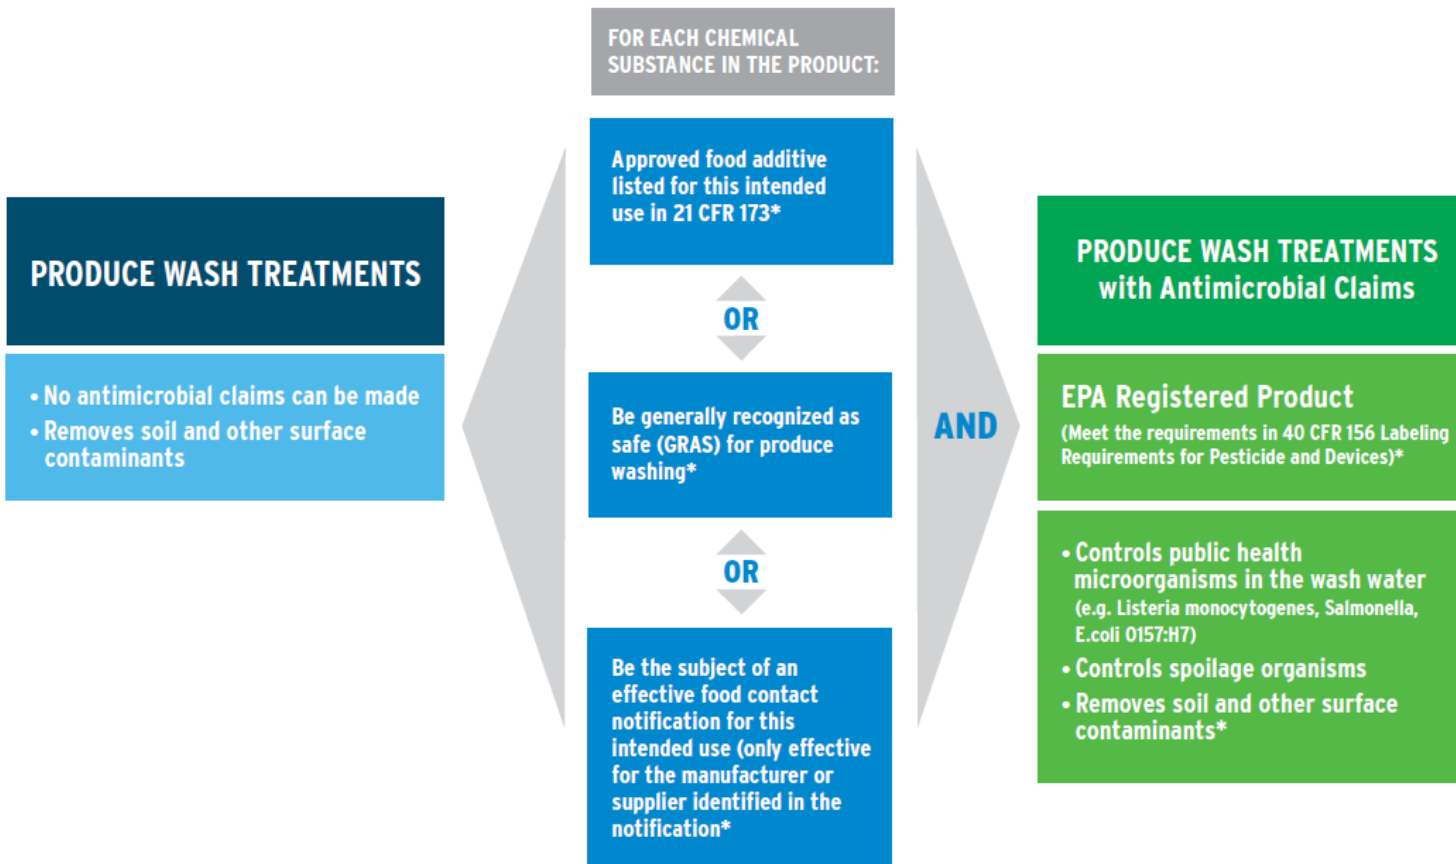 FOR EACH CHEMICAL
SUBSTANCE IN THE PRODUCT:
PRODUCE WASH TREATMENTS
• No antimicrobial claims can be made
• Removes soil and other surface
contaminants
Approved food additive
listed for this intended
use in 21 CFR 173*
OR
Be generally recognized as
safe (GRAS) for produce
washing*
OR
Be the subject of an
effective food contact
notification for this
intended use (only effective
for the manufacturer or
supplier identified in the
notification*
AND
PRODUCE WASH TREATMENTS
with Antimicrobial Claims
EPA Registered Product
(Meet the requirements in 40 CFR 156 Labeling
Requirements for Pesticide and Devices)*
• Controls public health
microorganisms in the wash water
(e.g. Listeria monocytogenes, Salmonella,
E.coli O157:H7)
• Controls spoilage organisms
• Removes soil and other surface
contaminants*